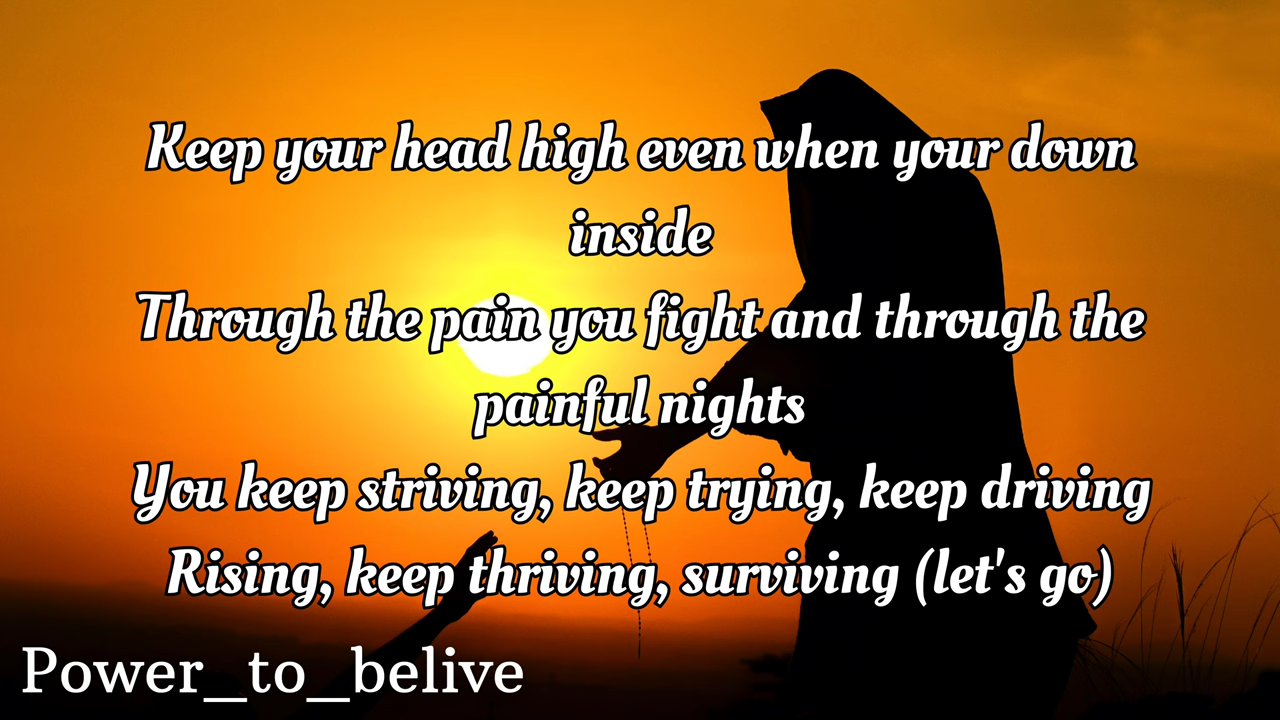 Keep your head high even when your down
inside
Through the pain you fight and through the
painful nights
You keep striving, keep trying, keep driving
Rising, keep thriving, surviving (let's go)
Power_to_belive